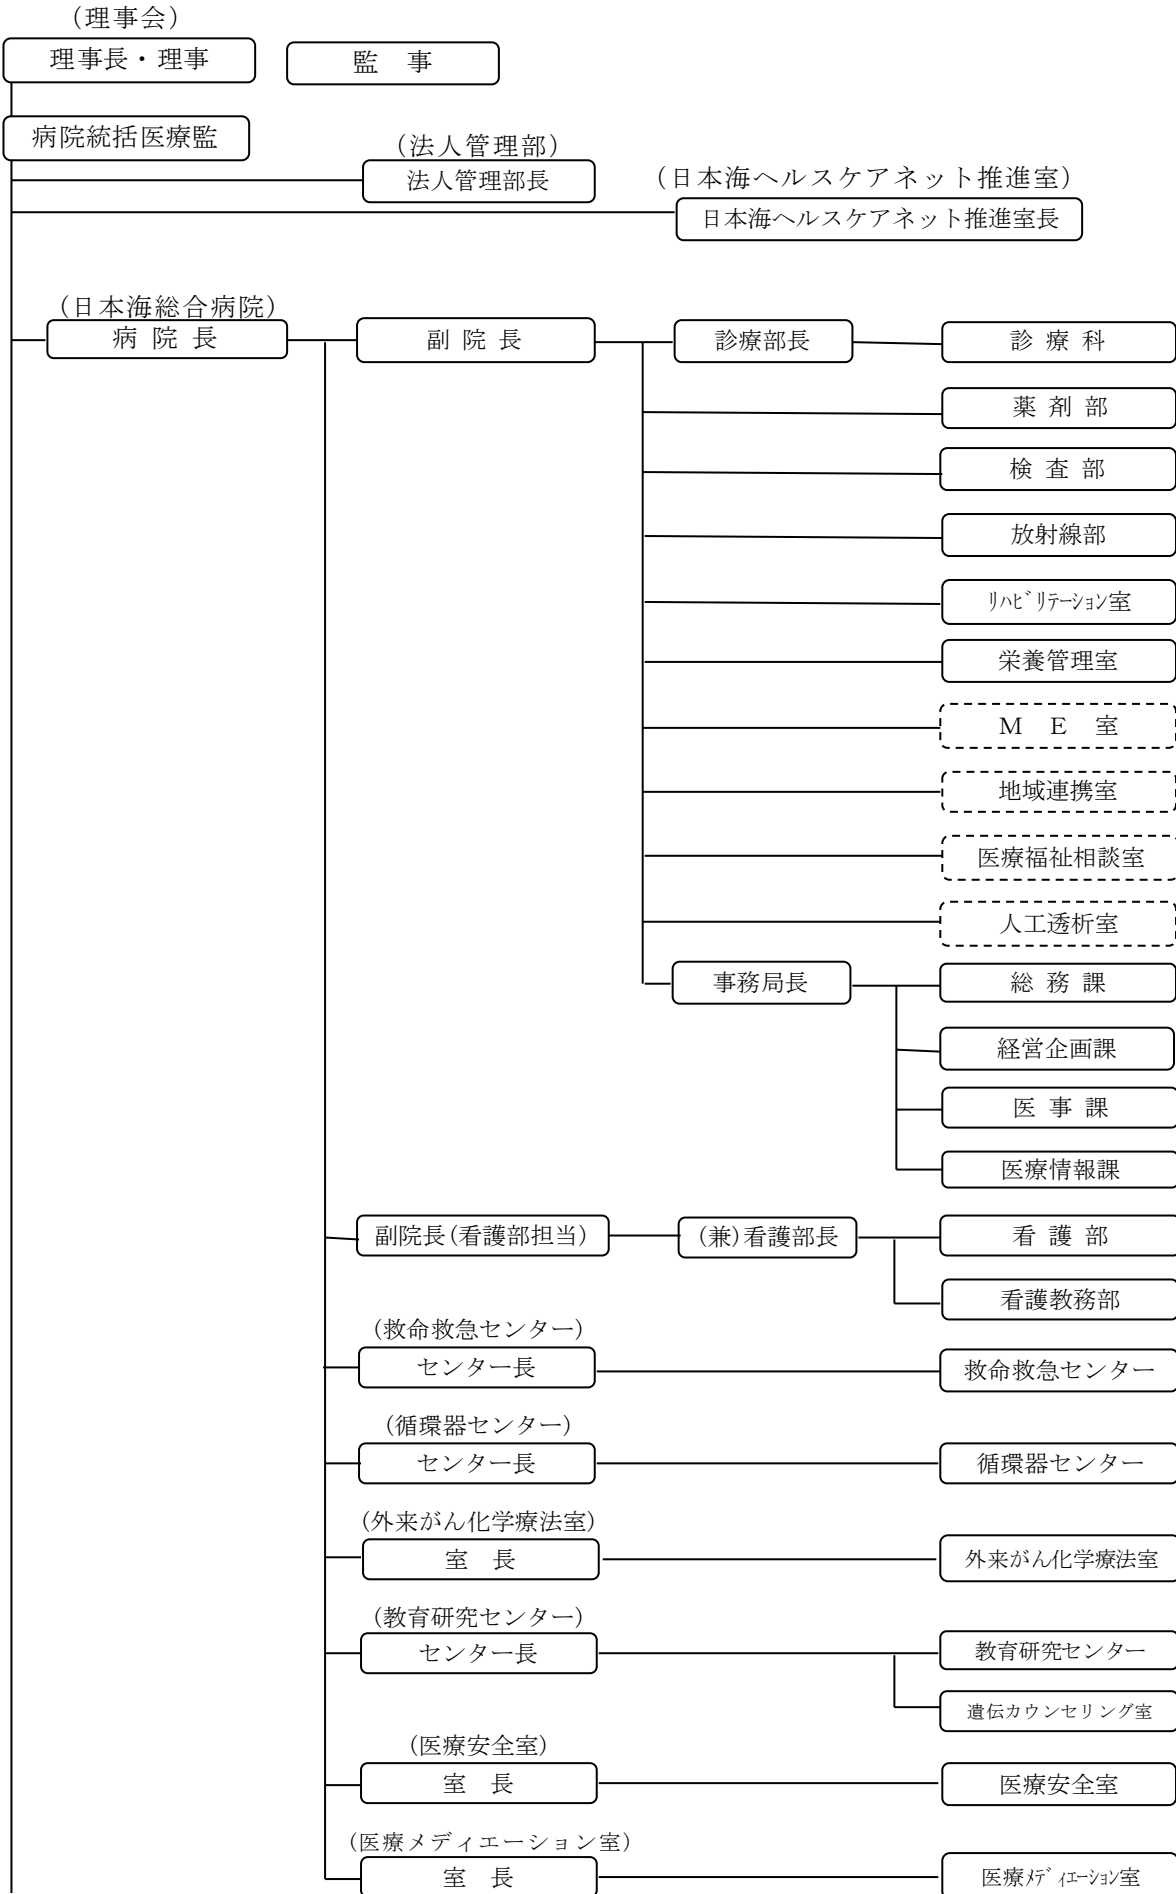 (理事会)
理事長・理事
監　事
病院統括医療監
(法人管理部)
法人管理部長
(日本海ヘルスケアネット推進室)
日本海ヘルスケアネット推進室長
(日本海総合病院)
病 院 長
副 院 長
診療部長
診 療 科
薬 剤 部
検 査 部
放射線部
ﾘﾊﾋﾞﾘﾃｰｼｮﾝ室
栄養管理室
Ｍ　Ｅ　室
地域連携室
医療福祉相談室
人工透析室
事務局長
総 務 課
経営企画課
医 事 課
医療情報課
副院長(看護部担当)
(兼)看護部長
看 護 部
看護教務部
(救命救急センター)
センター長
救命救急センター
(循環器センター)
センター長
循環器センター
(外来がん化学療法室)
室　長
外来がん化学療法室
(教育研究センター)
センター長
教育研究センター
遺伝カウンセリング室
(医療安全室)
室　長
医療安全室
(医療メディエーション室)
室　長
医療ﾒﾃﾞｨｴｰｼｮﾝ室